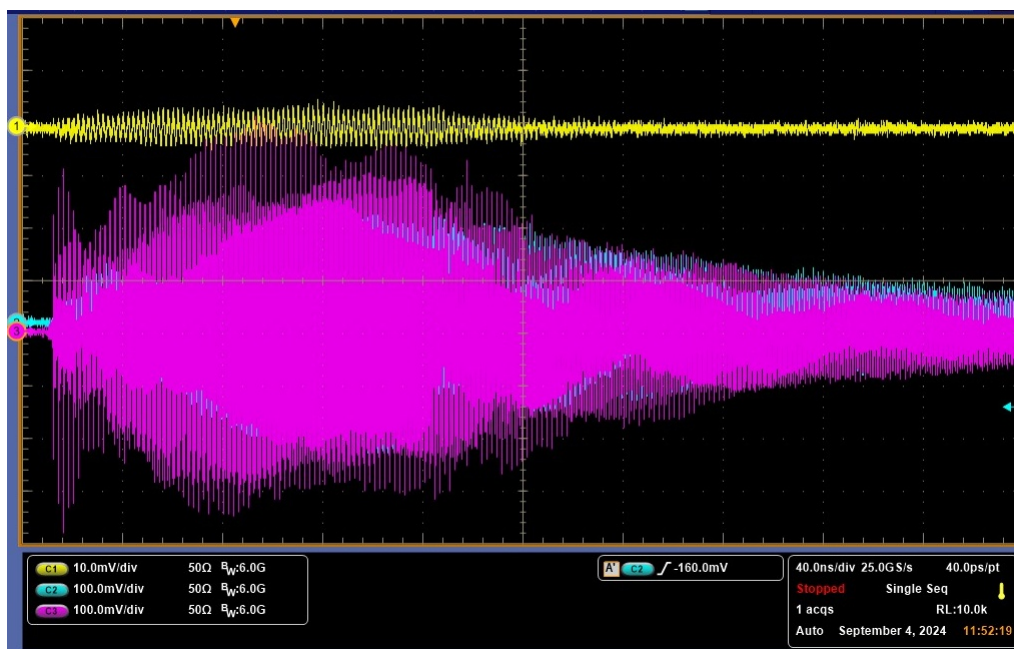 1
3
C1 10.0mV/div 50Ω BW:6.0G
C2 100.0mV/div 50Ω BW:6.0G
C3 100.0mV/div 50Ω BW:6.0G
A' C2 -160.0mV
40.0ns/div 25.0GS/s 40.0ps/pt
Stopped Single Seq
1 acqs RL:10.0k
Auto September 4, 2024 11:52:19